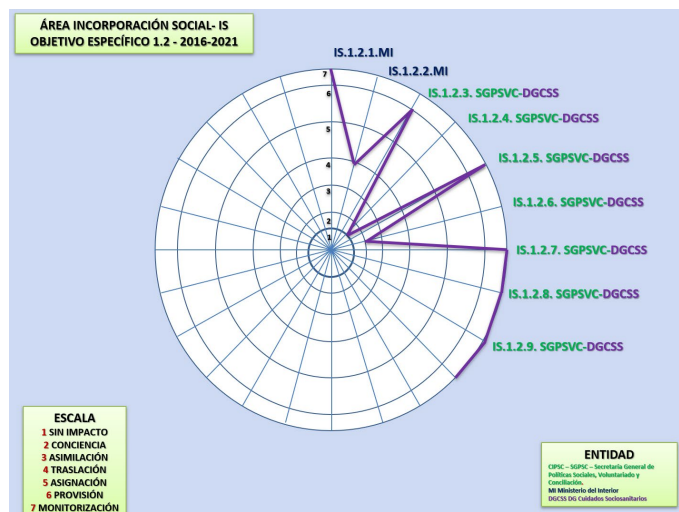 ÁREA INCORPORACIÓN SOCIAL- IS
OBJETIVO ESPECÍFICO 1.2 - 2016-2021
IS.1.2.1.MI
IS.1.2.2.MI
IS.1.2.3. SGPSVC-DGCSS
IS.1.2.4. SGPSVC-DGCSS
IS.1.2.5. SGPSVC-DGCSS
IS.1.2.6. SGPSVC-DGCSS
IS.1.2.7. SGPSVC-DGCSS
IS.1.2.8. SGPSVC-DGCSS
IS.1.2.9. SGPSVC-DGCSS
7
6
5
4
3
2
1
ESCALA
1 SIN IMPACTO
2 CONCIENCIA
3 ASIMILACIÓN
4 TRASLACIÓN
5 ASIGNACIÓN
6 PROVISIÓN
7 MONITORIZACIÓN
ENTIDAD
CIPSC – SGPSC – Secretaría General de
Políticas Sociales, Voluntariado y
Conciliación.
MI Ministerio del Interior
DGCSS DG Cuidados Sociosanitarios